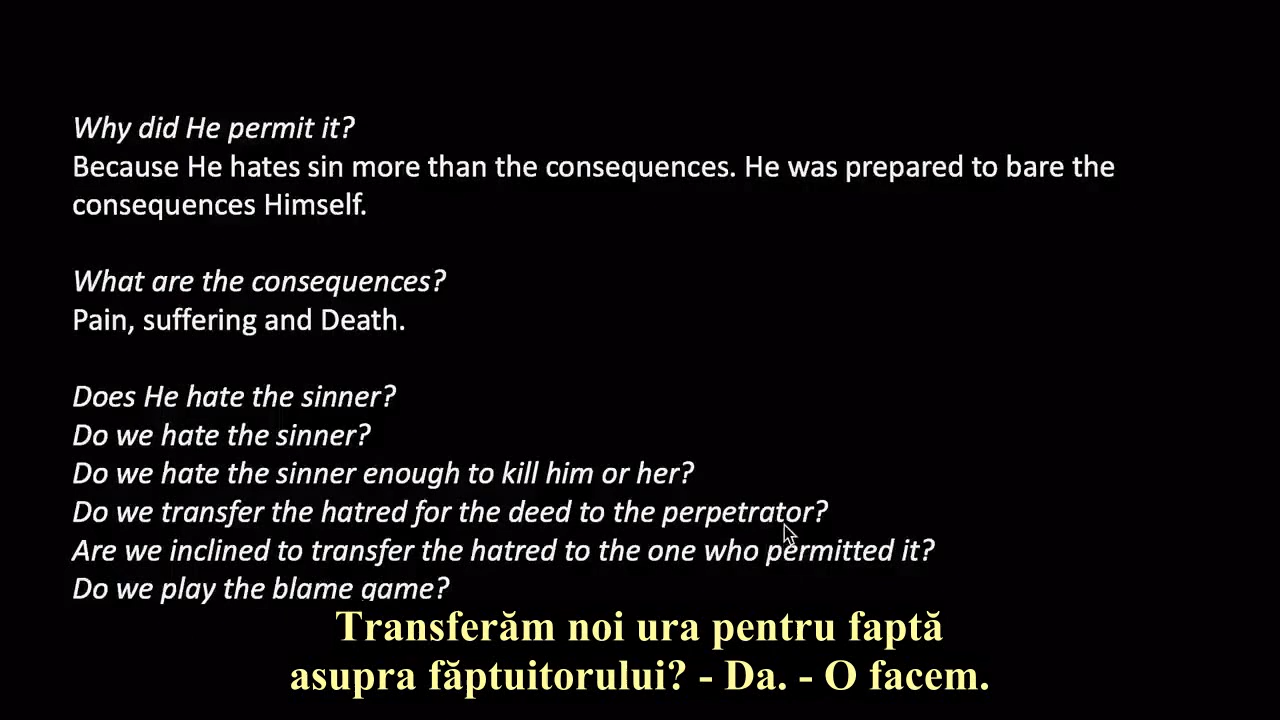 Why did He permit it?
Because He hates sin more than the consequences. He was prepared to bare the
consequences Himself.
What are the consequences?
Pain, suffering and Death.
Does He hate the sinner?
Do we hate the sinner?
Do we hate the sinner enough to kill him or her?
Do we transfer the hatred for the deed to the perpetrator?
Are we inclined to transfer the hatred to the one who permitted it?
Do we play the blame game?
Transferăm noi ura pentru faptă
asupra făptuitorului? - Da. - O facem.